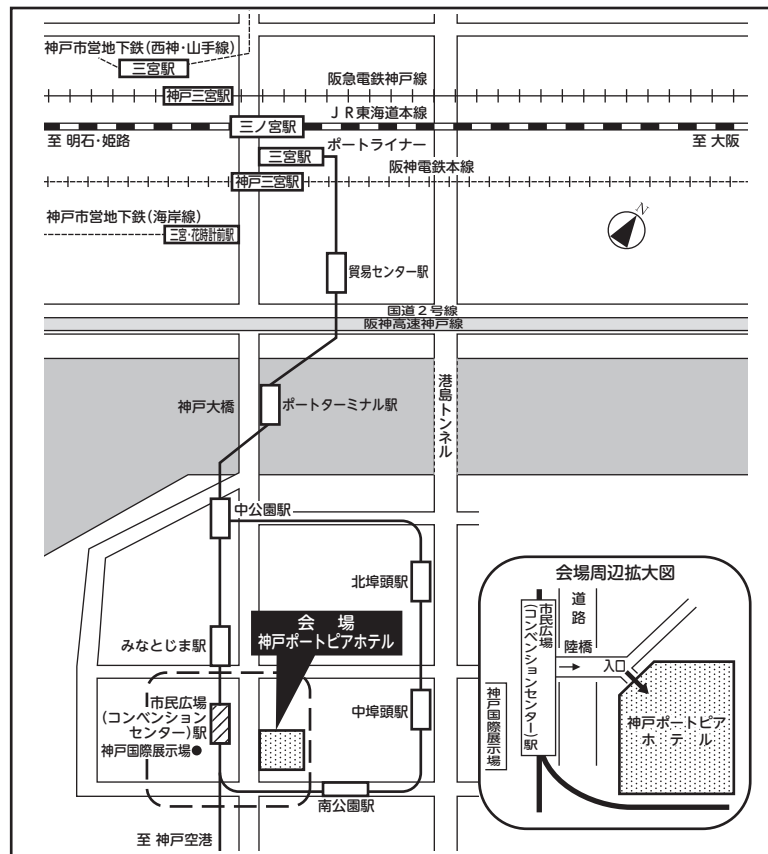 神戸市営地下鉄(西神・山手線)
三宮駅
阪急電鉄神戸線
神戸三宮駅
JR東海道本線
三ノ宮駅
至 明石・姫路
至 大阪
ポートライナー
三宮駅
阪神電鉄本線
神戸三宮駅
神戸市営地下鉄(海岸線)
三宮・花時計前駅
N
貿易センター駅
国道2号線
阪神高速神戸線
港島トンネル
神戸大橋
ポートターミナル駅
中公園駅
北埠頭駅
会 場
神戸ポートピアホテル
みなとじま駅
市民広場
(コンベンション
センター)駅
神戸国際展示場●
中埠頭駅
南公園駅
至 神戸空港
会場周辺拡大図
市民広場
(コンベンションセンター)駅
道路
陸橋
入口
神戸国際展示場
神戸ポートピア
ホテル